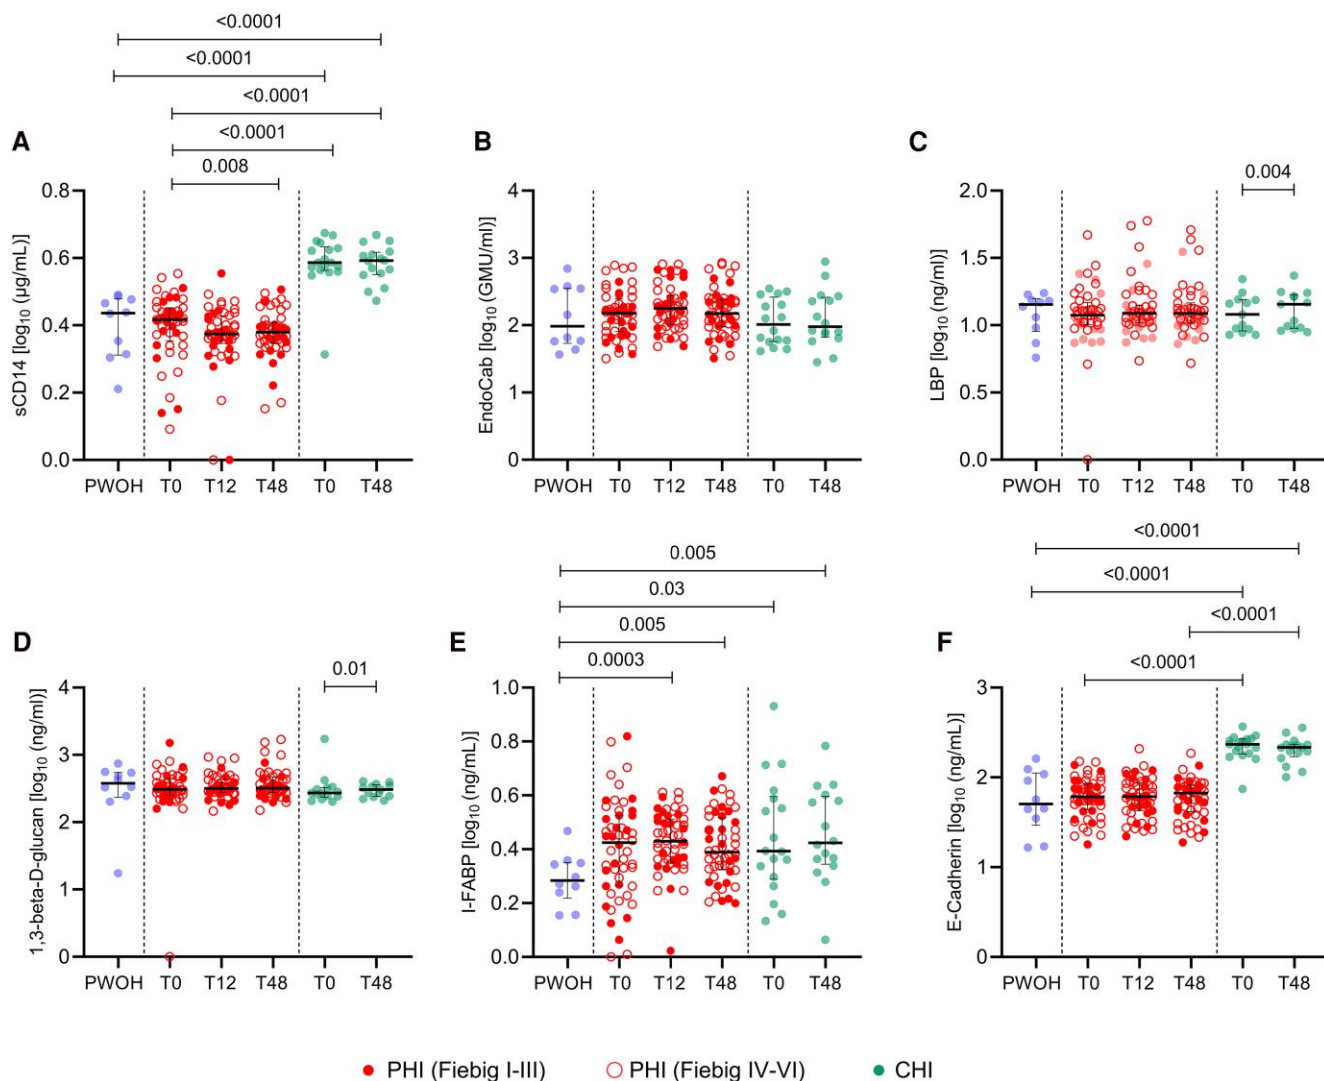 <0.0001
<0.0001
<0.0001
<0.0001
0.008
A
sCD14 [log10 (µg/mL)]
0.8
0.6
0.4
0.2
0.0
PWOH T0 T12 T48 T0 T48
B
EndoCab [log10 (GMU/ml)]
4
3
2
1
0
PWOH T0 T12 T48 T0 T48
C
0.004
LBP [log10 (ng/ml)]
2.0
1.5
1.0
0.5
0.0
PWOH T0 T12 T48 T0 T48
D
0.01
1,3-beta-D-glucan [log10 (ng/ml)]
4
3
2
1
0
PWOH T0 T12 T48 T0 T48
0.005
0.03
0.005
0.0003
E
I-FABP [log10 (ng/mL)]
1.0
0.8
0.6
0.4
0.2
0.0
PWOH T0 T12 T48 T0 T48
<0.0001
<0.0001
<0.0001
<0.0001
F
E-Cadherin [log10 (ng/mL)]
3
2
1
0
PWOH T0 T12 T48 T0 T48
PHI (Fiebig I-III) PHI (Fiebig IV-VI) CHI